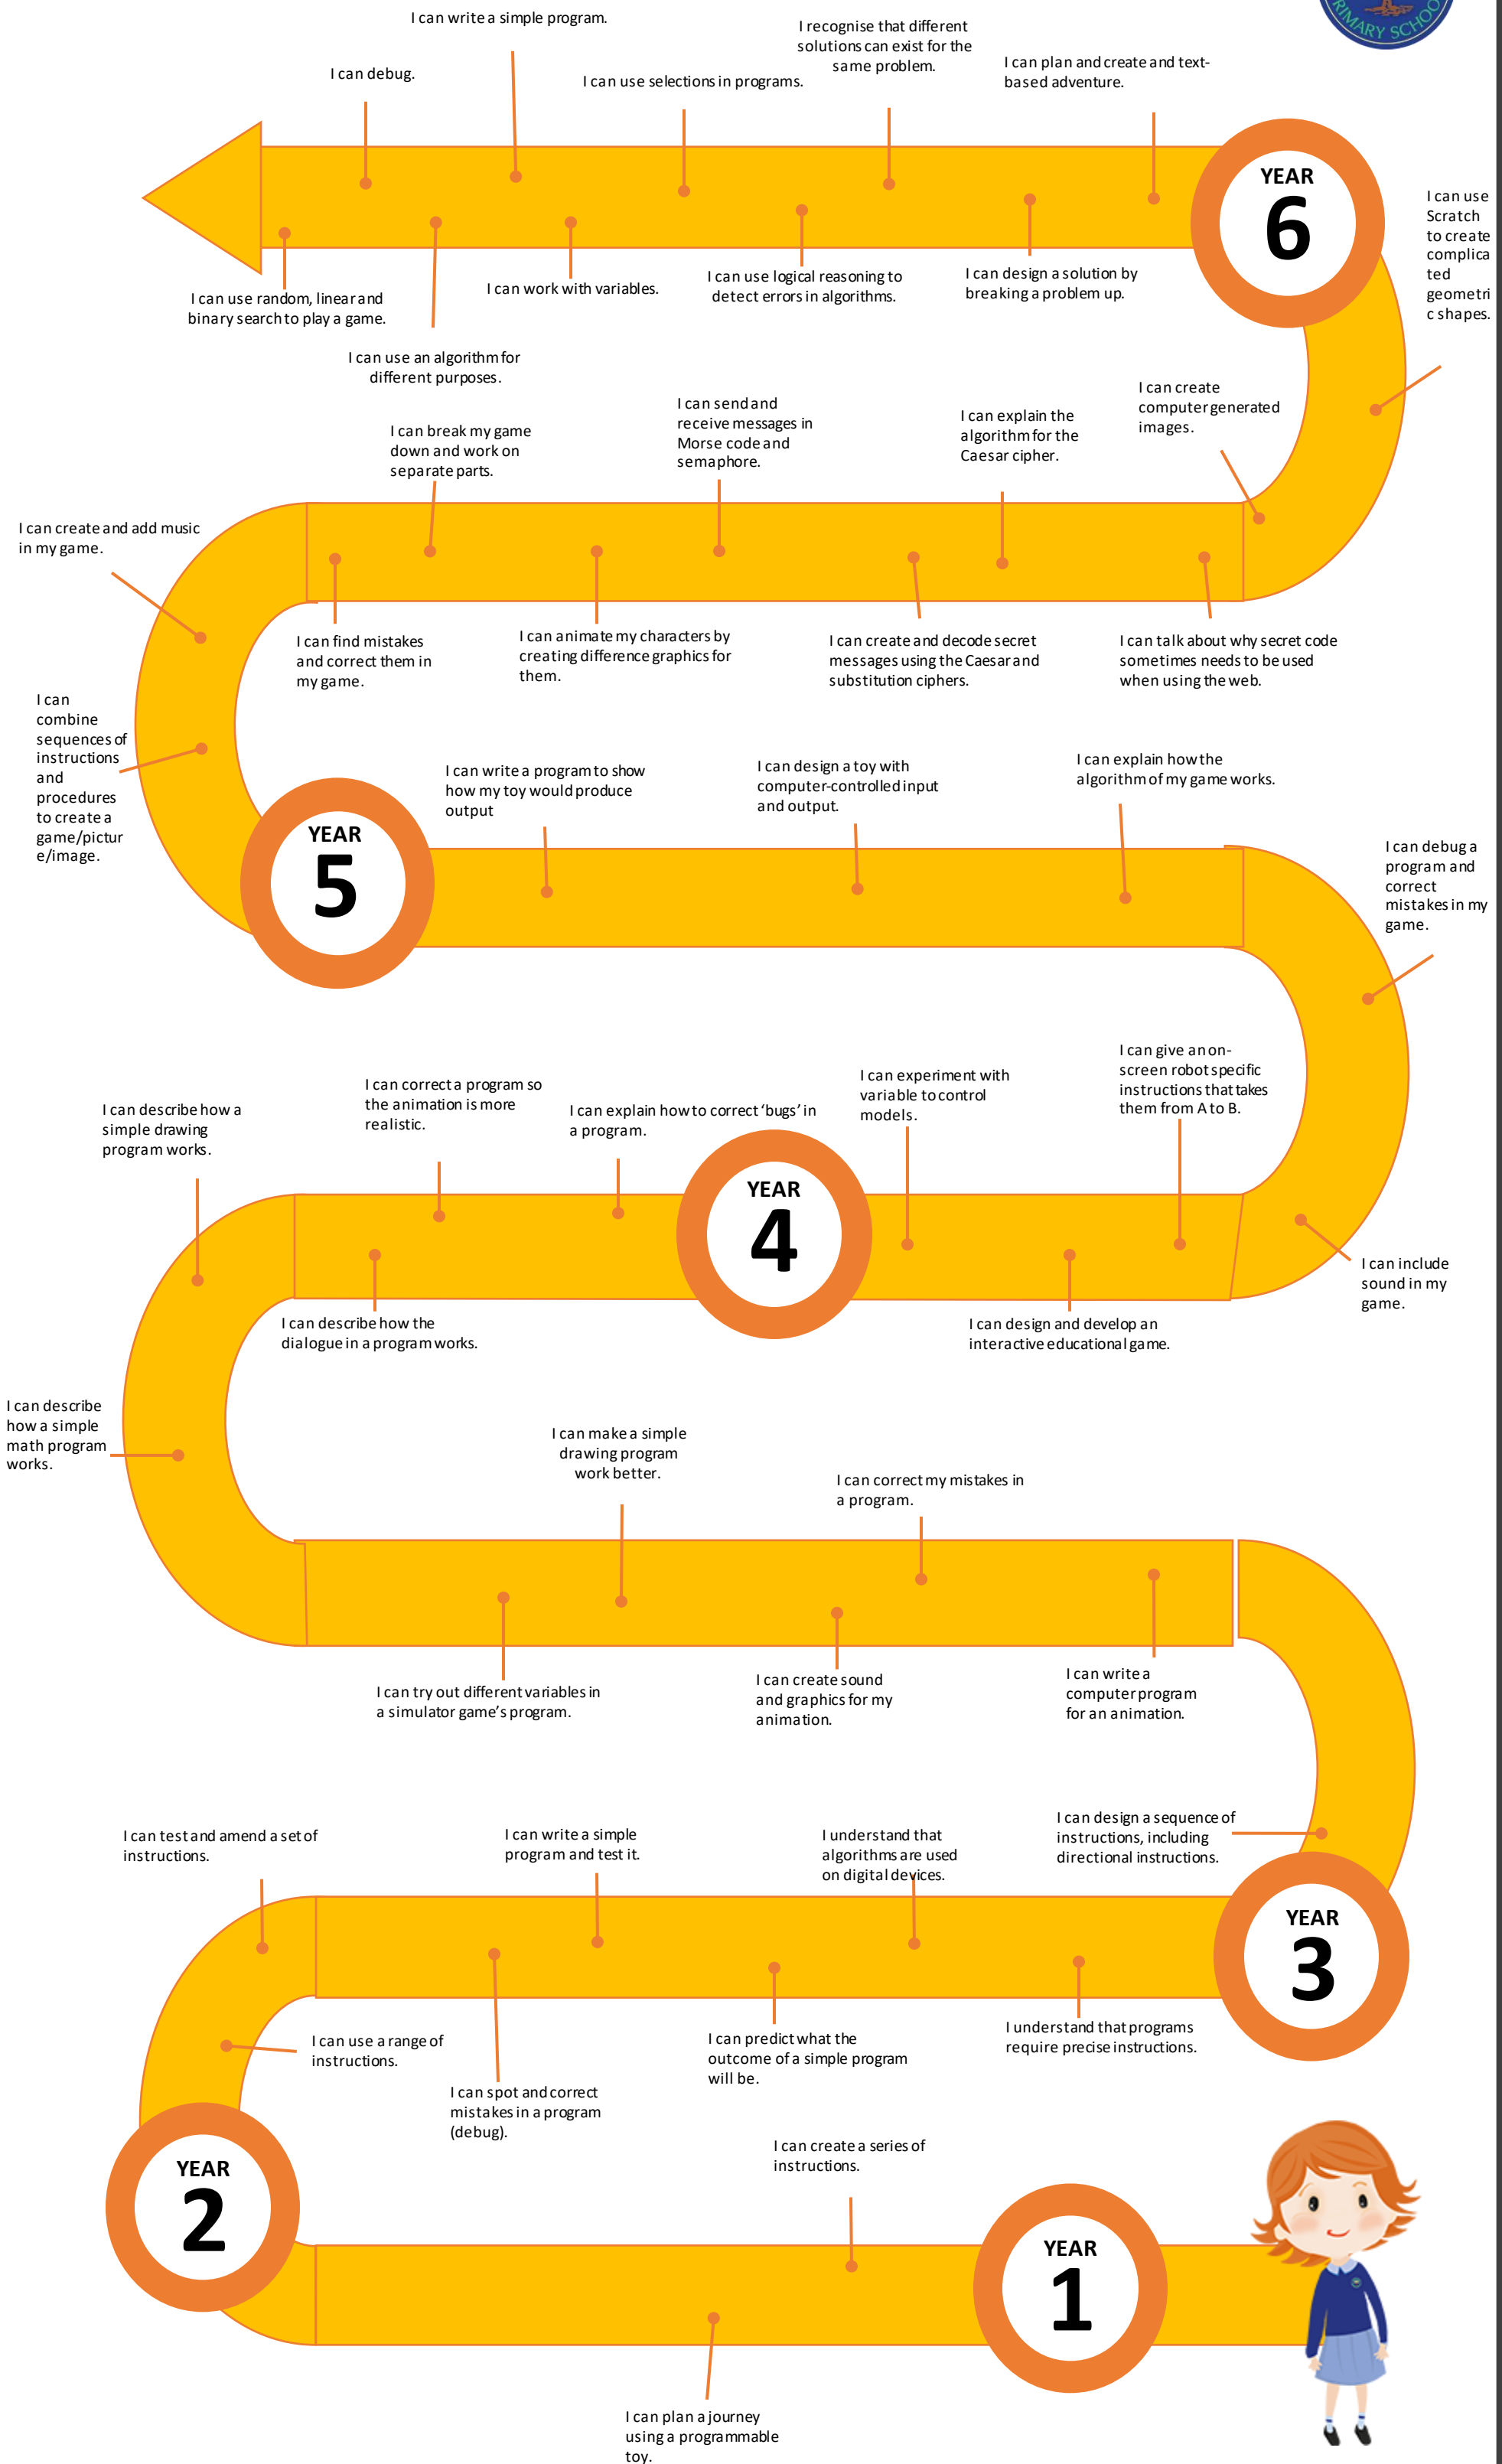 RIMARY SCHOO
I can write a simple program.
I recognise that different
solutions can exist for the
same problem.
I can debug.
I can use selections in programs.
I can plan and create and text-
based adventure.
YEAR
6
I can use
Scratch
to create
complica
ted
geometri
c shapes.
I can use random, linear and
binary search to play a game.
I can work with variables.
I can use logical reasoning to
detect errors in algorithms.
I can design a solution by
breaking a problem up.
I can use an algorithm for
different purposes.
I can break my game
down and work on
separate parts.
I can send and
receive messages in
Morse code and
semaphore.
I can explain the
algorithm for the
Caesar cipher.
I can create
computer generated
images.
I can create and add music
in my game.
I can find mistakes
and correct them in
my game.
I can animate my characters by
creating difference graphics for
them.
I can create and decode secret
messages using the Caesar and
substitution ciphers.
I can talk about why secret code
sometimes needs to be used
when using the web.
I can
combine
sequences of
instructions
and
procedures
to create a
game/pictur
e/image.
YEAR
5
I can write a program to show
how my toy would produce
output
I can design a toy with
computer-controlled input
and output.
I can explain how the
algorithm of my game works.
I can debug a
program and
correct
mistakes in my
game.
I can describe how a
simple drawing
program works.
I can correct a program so
the animation is more
realistic.
I can explain how to correct ‘bugs’ in
a program.
YEAR
4
I can experiment with
variable to control
models.
I can give an on-
screen robot specific
instructions that takes
them from A to B.
I can include
sound in my
game.
I can describe how the
dialogue in a program works.
I can design and develop an
interactive educational game.
I can describe
how a simple
math program
works.
I can make a simple
drawing program
work better.
I can correct my mistakes in
a program.
I can try out different variables in
a simulator game’s program.
I can create sound
and graphics for my
animation.
I can write a
computer program
for an animation.
I can test and amend a set of
instructions.
I can write a simple
program and test it.
I understand that
algorithms are used
on digital devices.
I can design a sequence of
instructions, including
directional instructions.
YEAR
3
I can use a range of
instructions.
I can spot and correct
mistakes in a program
(debug).
I can predict what the
outcome of a simple program
will be.
I understand that programs
require precise instructions.
YEAR
2
I can create a series of
instructions.
YEAR
1
I can plan a journey
using a programmable
toy.